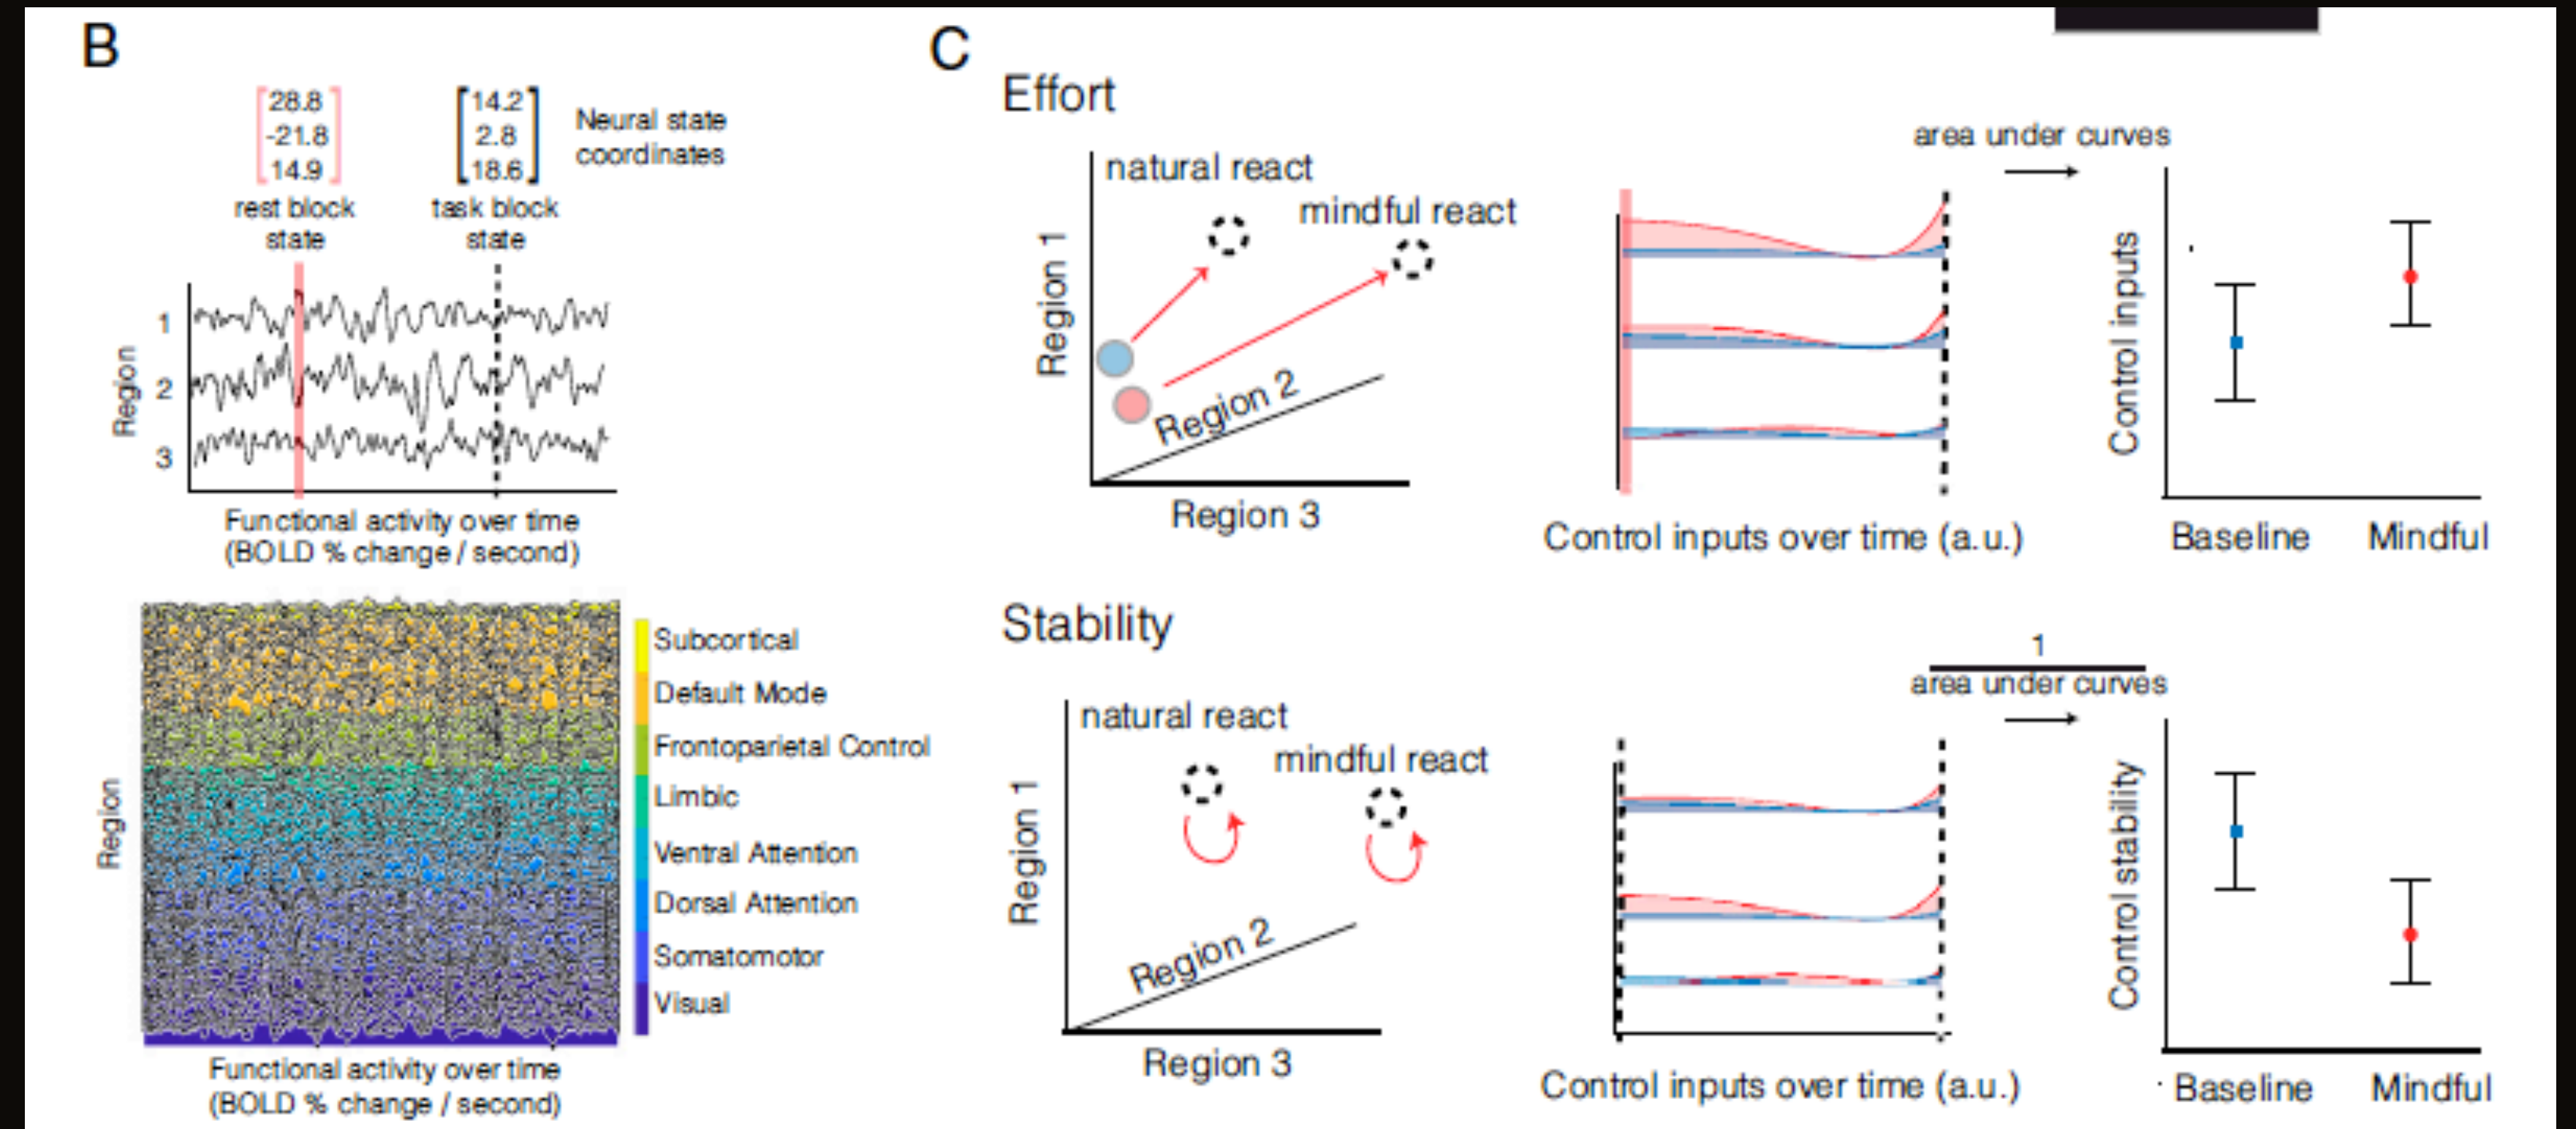 B
28.8
-21.8
14.9
14.2
2.8
18.6
Neural state
coordinates
rest block
state
task block
state
Region
1
2
3
Functional activity over time
(BOLD % change / second)
Region
Subcortical
Default Mode
Frontoparietal Control
Limbic
Ventral Attention
Dorsal Attention
Somatomotor
Visual
Functional activity over time
(BOLD % change / second)
C
Effort
natural react
mindful react
Region 1
Region 2
Region 3
Control inputs over time (a.u.)
area under curves
Control inputs
Baseline
Mindful
Stability
natural react
mindful react
Region 1
Region 2
Region 3
Control inputs over time (a.u.)
1
area under curves
Control stability
Baseline
Mindful